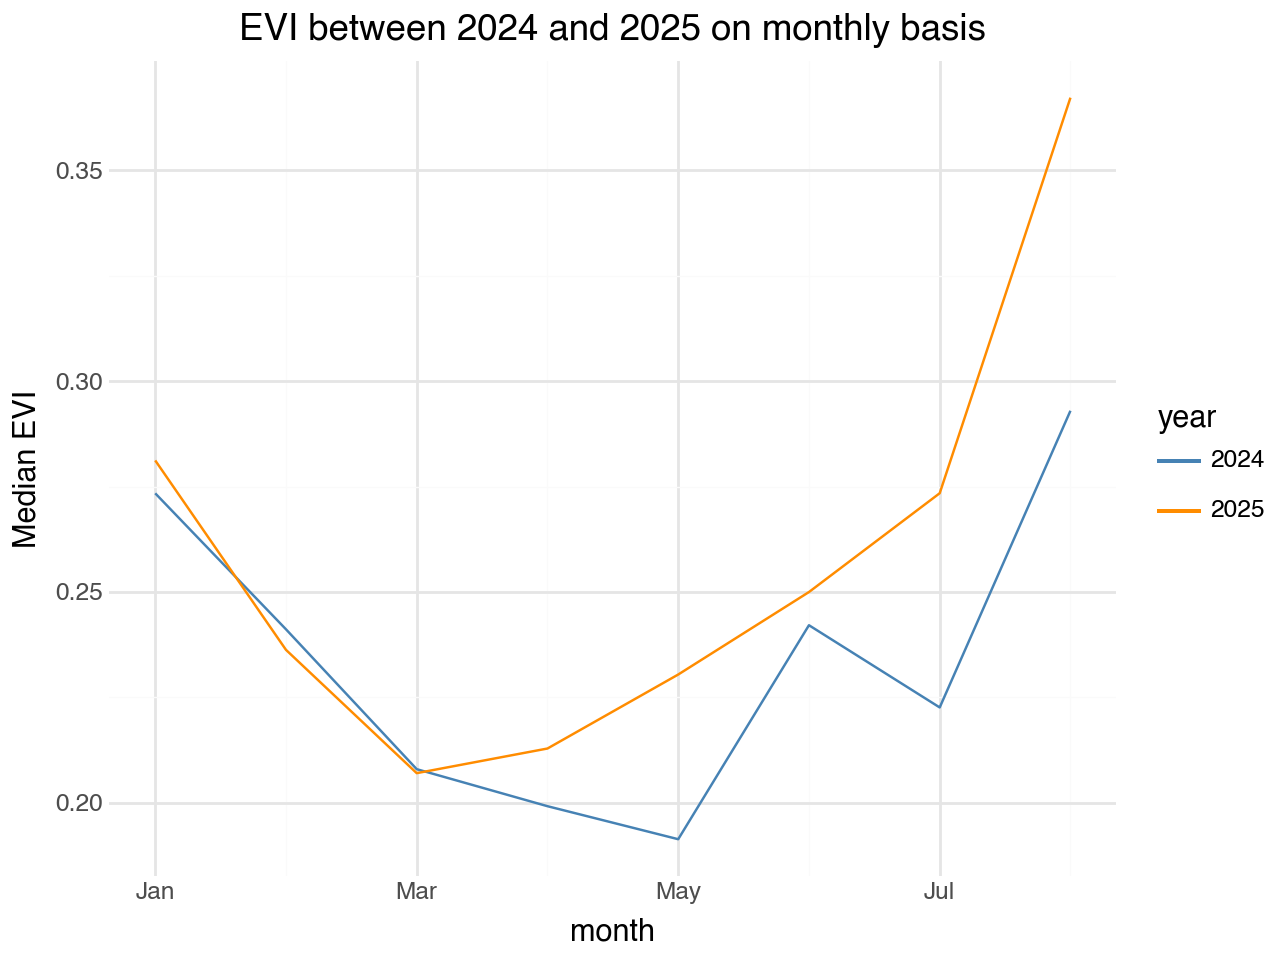 EVI between 2024 and 2025 on monthly basis
Median EVI
0.35
0.30
0.25
0.20
Jan Mar May Jul
month
year
2024
2025